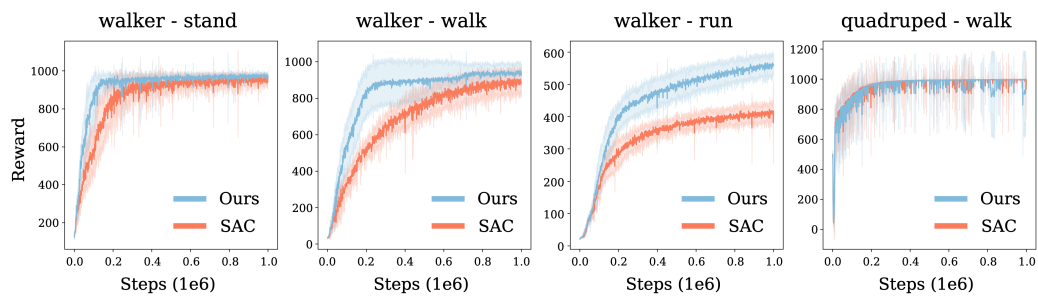 walker - stand
Reward
1000
800
600
400
200
0.0 0.2 0.4 0.6 0.8 1.0
Steps (1e6)
Ours
SAC
walker - walk
1000
800
600
400
200
0
0.0 0.2 0.4 0.6 0.8 1.0
Steps (1e6)
Ours
SAC
walker - run
600
500
400
300
200
100
0
0.0 0.2 0.4 0.6 0.8 1.0
Steps (1e6)
Ours
SAC
quadruped - walk
1200
1000
800
600
400
200
0
0.0 0.2 0.4 0.6 0.8 1.0
Steps (1e6)
Ours
SAC